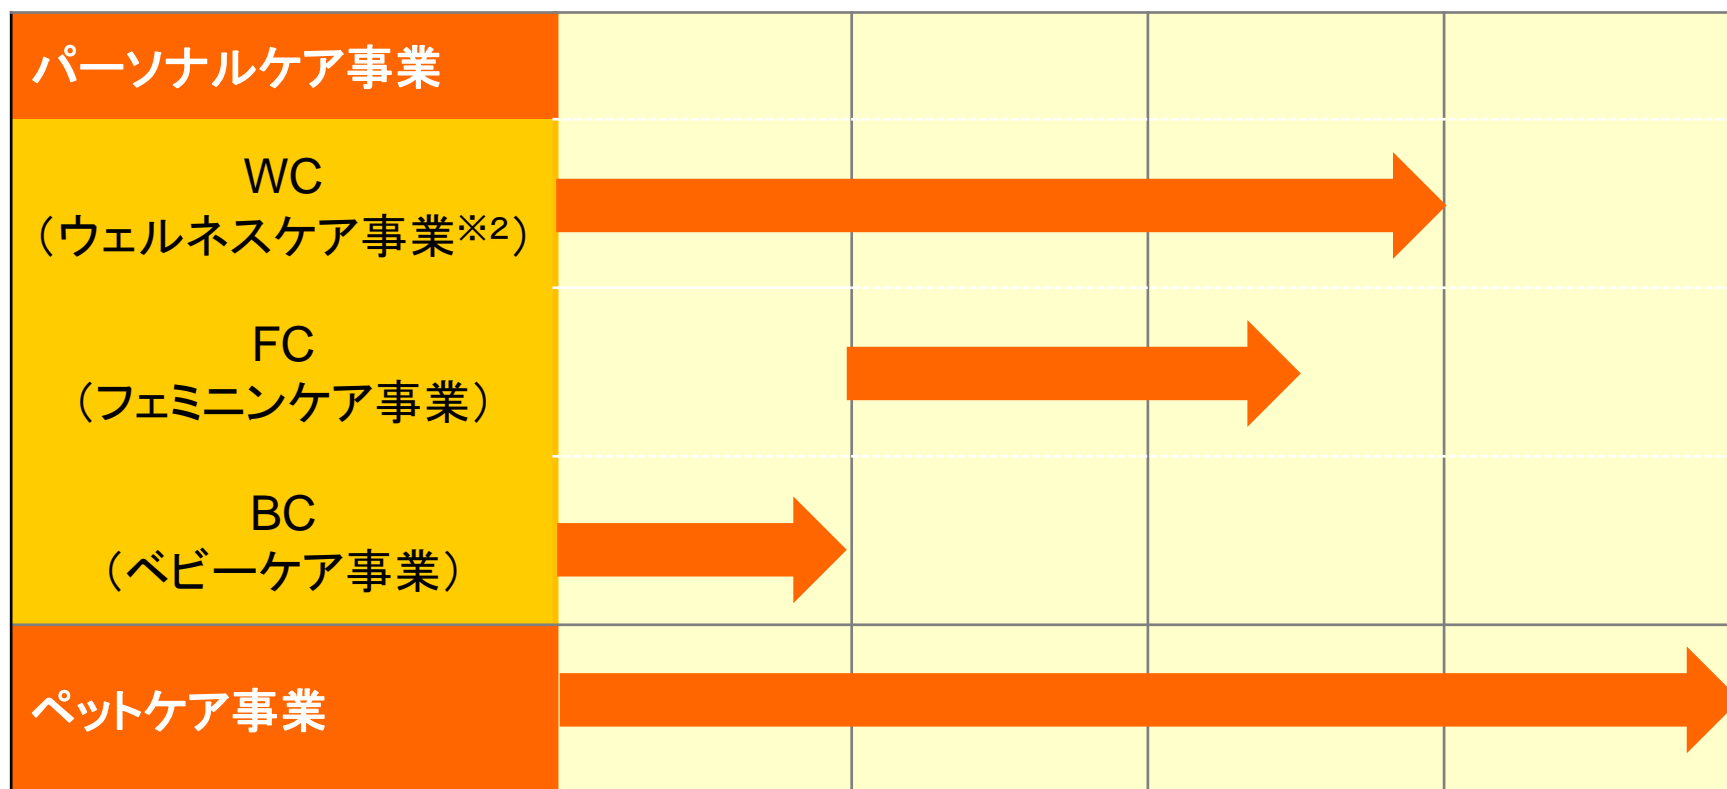 パーソナルケア事業
WC
（ウェルネスケア事業※2）
FC
（フェミニンケア事業）
BC
（ベビーケア事業）
ペットケア事業